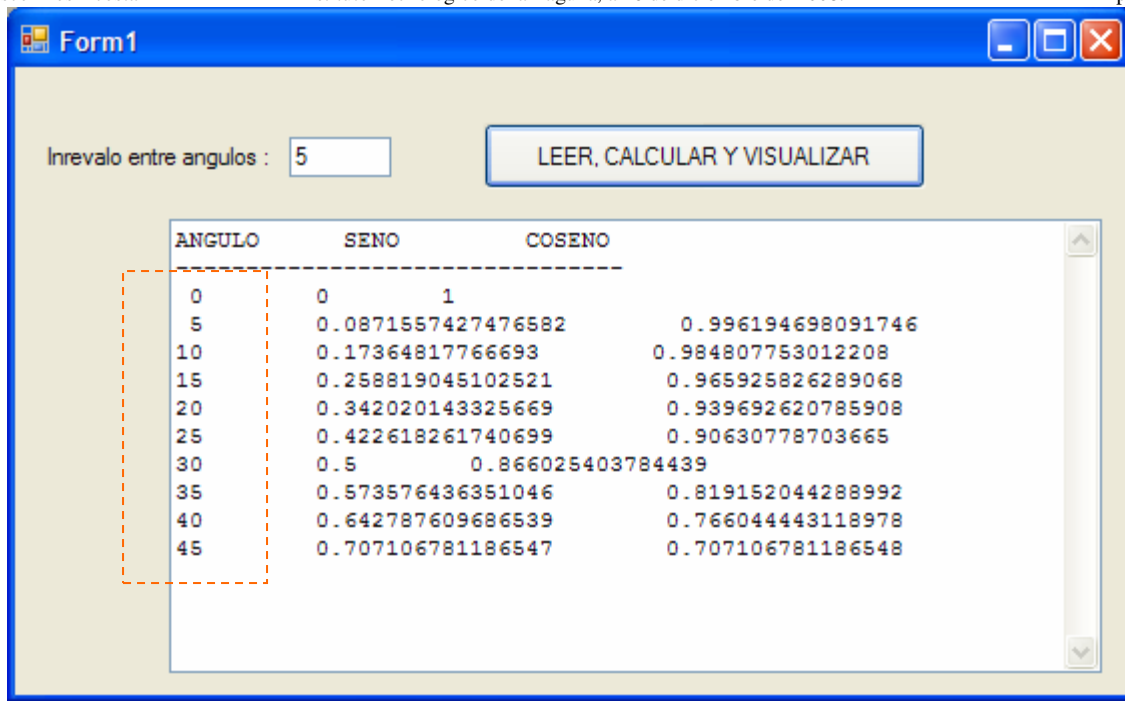 Form1
Inrevalo entre angulos : 5 LEER, CALCULAR Y VISUALIZAR
ANGULO SENO COSENO
--------------------------------
0 0 1
5 0.0871557427476582 0.996194698091746
10 0.17364817766693 0.984807753012208
15 0.258819045102521 0.965925826289068
20 0.342020143325669 0.939692620785908
25 0.422618261740699 0.90630778703665
30 0.5 0.866025403784439
35 0.573576436351046 0.819152044288992
40 0.642787609686539 0.766044443118978
45 0.707106781186547 0.707106781186548